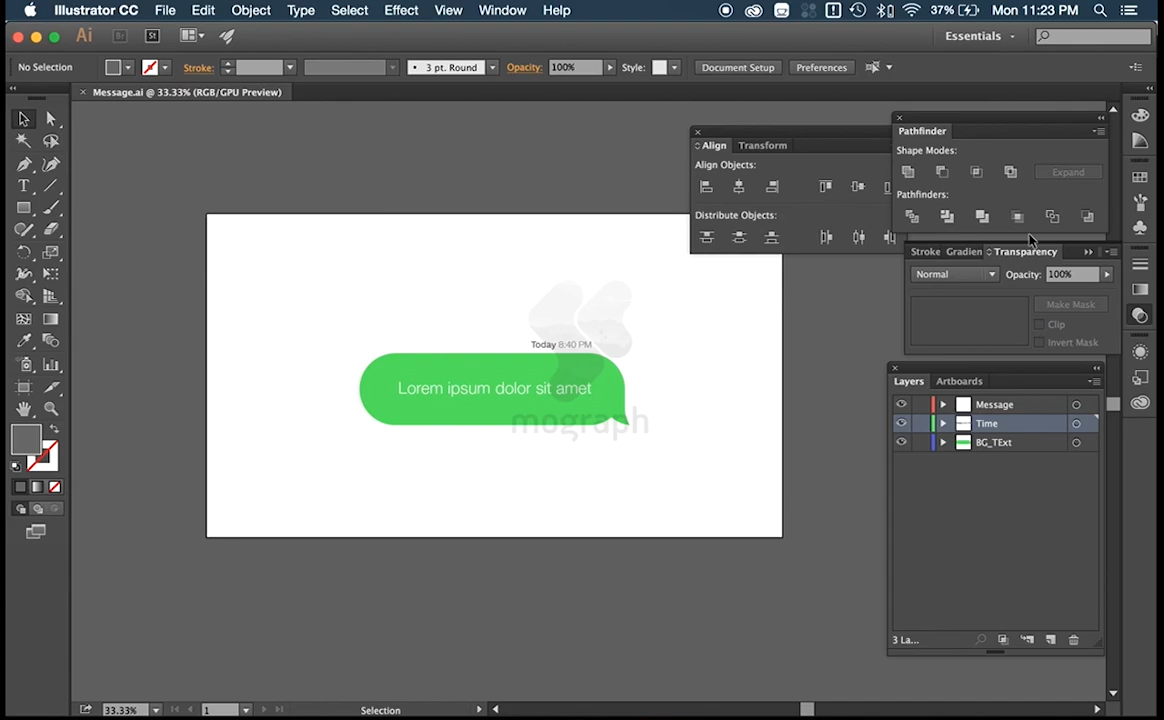 Illustrator CC File Edit Object Type Select Effect View Window Help 37% Mon 11:23 PM
Ai Br St Essentials
No Selection Stroke: 3 pt. Round Opacity: 100% Style: Document Setup Preferences
× Message.ai @ 33.33% (RGB/GPU Preview)
Pathfinder
Shape Modes:
Expand
Pathfinders:
Align Transform
Align Objects:
Distribute Objects:
Stroke Gradien Transparency
Normal Opacity: 100%
Make Mask
Clip
Invert Mask
Today 8:40 PM
Lorem ipsum dolor sit amet
mograph
Layers Artboards
Message
Time
BG_TExt
3 La...
33.33% 1 Selection